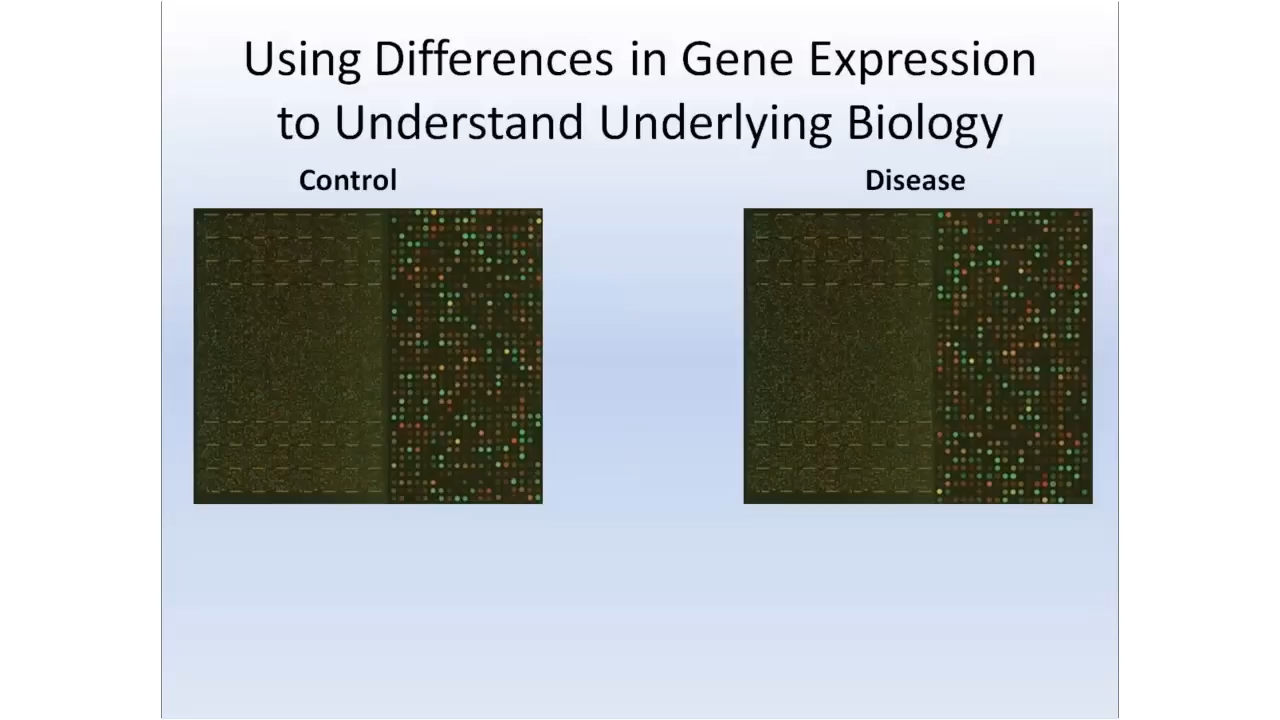 Using Differences in Gene Expression
to Understand Underlying Biology
Control
Disease